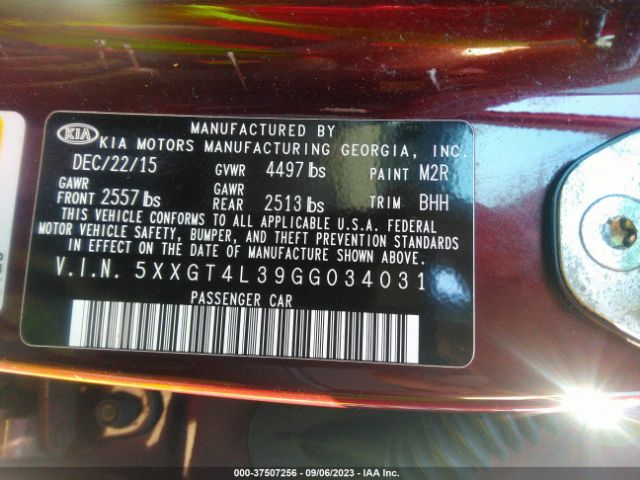 KIA
MANUFACTURED BY
KIA MOTORS MANUFACTURING GEORGIA, INC.
DEC/22/15 GVWR 4497 lbs PAINT M2R
GAWR FRONT 2557 lbs GAWR REAR 2513 lbs TRIM BHH
THIS VEHICLE CONFORMS TO ALL APPLICABLE U.S.A. FEDERAL
MOTOR VEHICLE SAFETY, BUMPER, AND THEFT PREVENTION STANDARDS
IN EFFECT ON THE DATE OF MANUFACTURE SHOWN ABOVE.
V.I.N. 5XXGT4L39GG034031
PASSENGER CAR
000-37507256 - 09/06/2023 - IAA Inc.